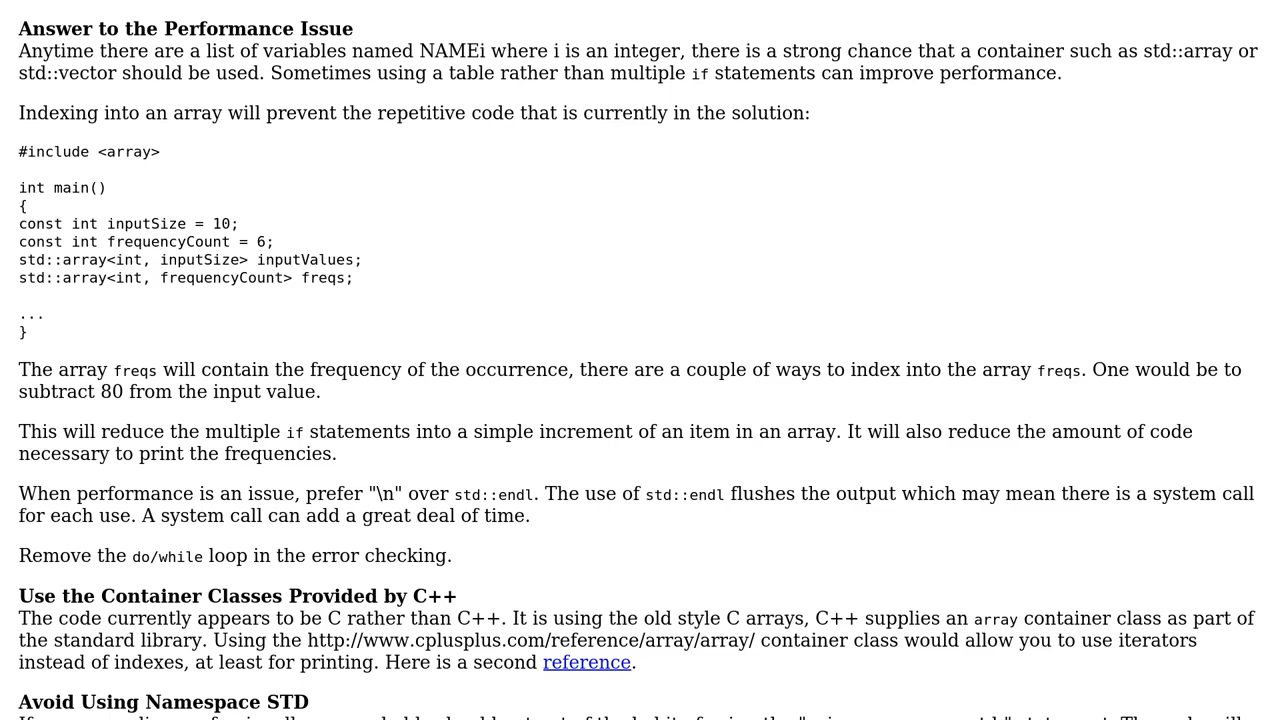 Answer to the Performance Issue
Anytime there are a list of variables named NAMEi where i is an integer, there is a strong chance that a container such as std::array or
std::vector should be used. Sometimes using a table rather than multiple if statements can improve performance.
Indexing into an array will prevent the repetitive code that is currently in the solution:
#include <array>
int main()
{
const int inputSize = 10;
const int frequencyCount = 6;
std::array<int, inputSize> inputValues;
std::array<int, frequencyCount> freqs;
...
}
The array freqs will contain the frequency of the occurrence, there are a couple of ways to index into the array freqs. One would be to
subtract 80 from the input value.
This will reduce the multiple if statements into a simple increment of an item in an array. It will also reduce the amount of code
necessary to print the frequencies.
When performance is an issue, prefer "\n" over std::endl. The use of std::endl flushes the output which may mean there is a system call
for each use. A system call can add a great deal of time.
Remove the do/while loop in the error checking.
Use the Container Classes Provided by C++
The code currently appears to be C rather than C++. It is using the old style C arrays, C++ supplies an array container class as part of
the standard library. Using the http://www.cplusplus.com/reference/array/array/ container class would allow you to use iterators
instead of indexes, at least for printing. Here is a second reference.
Avoid Using Namespace STD